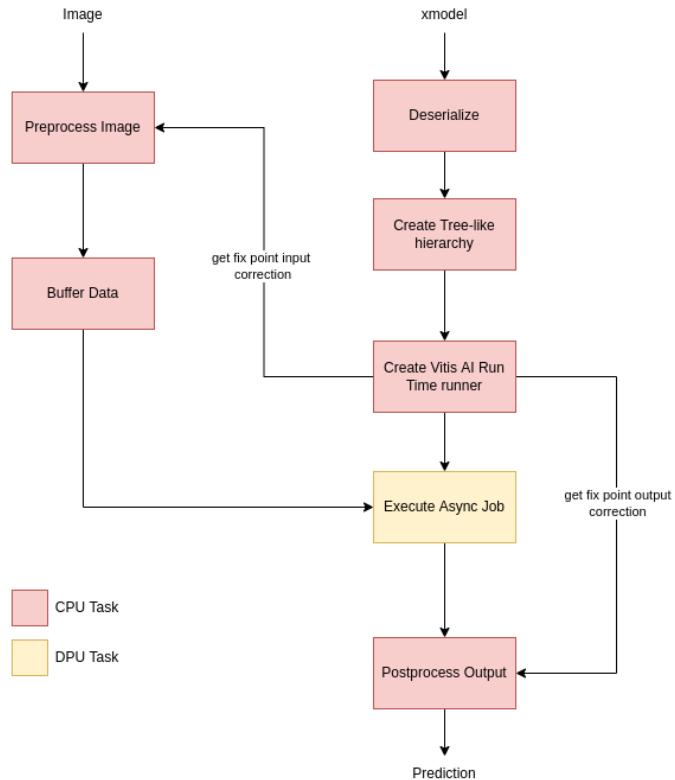 Image
xmodel
Preprocess Image
Deserialize
Create Tree-like
hierarchy
get fix point input
correction
Buffer Data
Create Vitis AI Run
Time runner
Execute Async Job
get fix point output
correction
CPU Task
DPU Task
Postprocess Output
Prediction